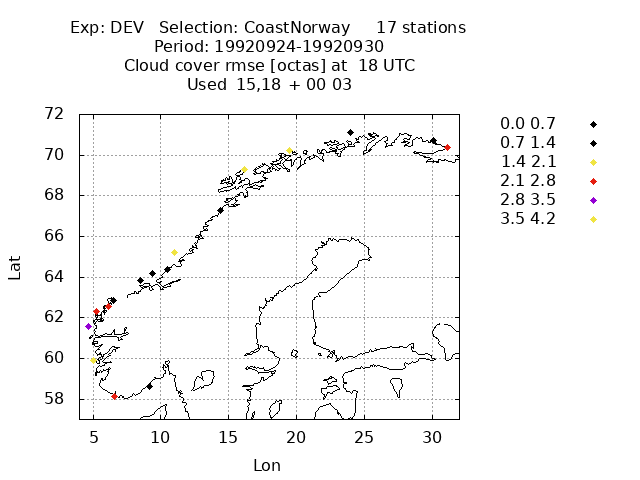 Exp: DEV   Selection: CoastNorway     17 stations
Period: 19920924-19920930
Cloud cover rmse [octas] at  18 UTC
Used  15,18 + 00 03
72
70
68
66
64
62
60
58
Lat
5 10 15 20 25 30
Lon
0.0 0.7
0.7 1.4
1.4 2.1
2.1 2.8
2.8 3.5
3.5 4.2